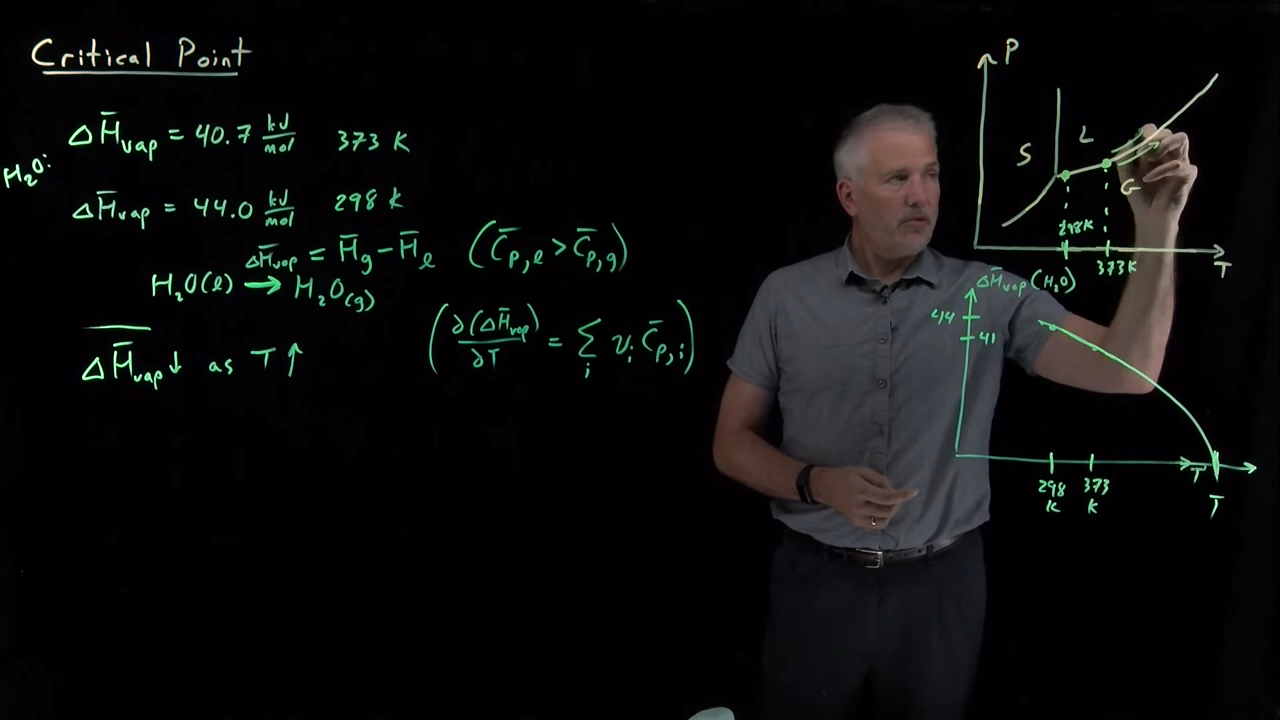 Critical Point
H₂O:
ΔH̄vap = 40.7 kJ/mol 373 K
ΔH̄vap = 44.0 kJ/mol 298 K
ΔH̄vap = H̄g − H̄ℓ (C̄p,ℓ > C̄p,g)
H₂O(ℓ) → H₂O(g)
(∂(ΔH̄vap)/∂T = Σi νi C̄p,i)
ΔH̄vap↓ as T↑
P
S
L
G
298K
373K
T
ΔH̄vap(H₂O)
44
41
298 K
373 K
T
T